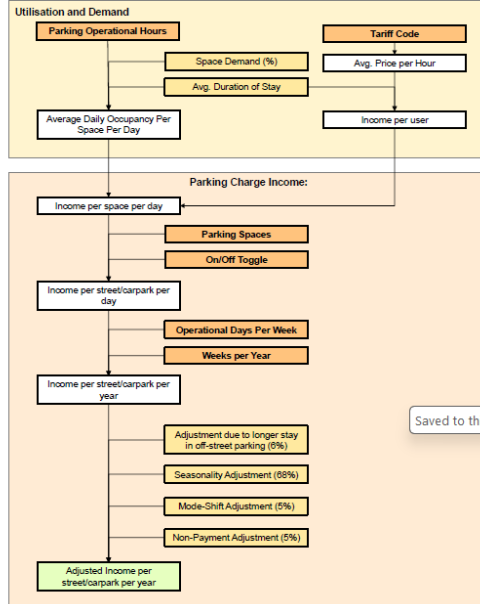 Utilisation and Demand
Parking Operational Hours
Tariff Code
Space Demand (%)
Avg. Price per Hour
Avg. Duration of Stay
Average Daily Occupancy Per
Space Per Day
Income per user
Parking Charge Income:
Income per space per day
Parking Spaces
On/Off Toggle
Income per street/carpark per
day
Operational Days Per Week
Weeks per Year
Income per street/carpark per
year
Saved to th
Adjustment due to longer stay
in off-street parking (6%)
Seasonality Adjustment (68%)
Mode-Shift Adjustment (5%)
Non-Payment Adjustment (5%)
Adjusted Income per
street/carpark per year